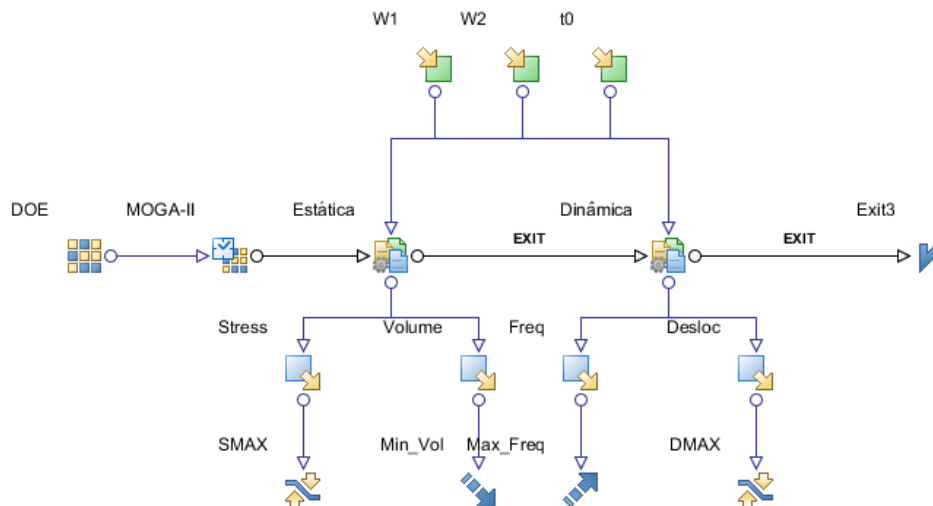 W1 W2 t0
DOE MOGA-II Estática Dinâmica Exit3
EXIT EXIT
Stress Volume Freq Desloc
SMAX Min_Vol Max_Freq DMAX